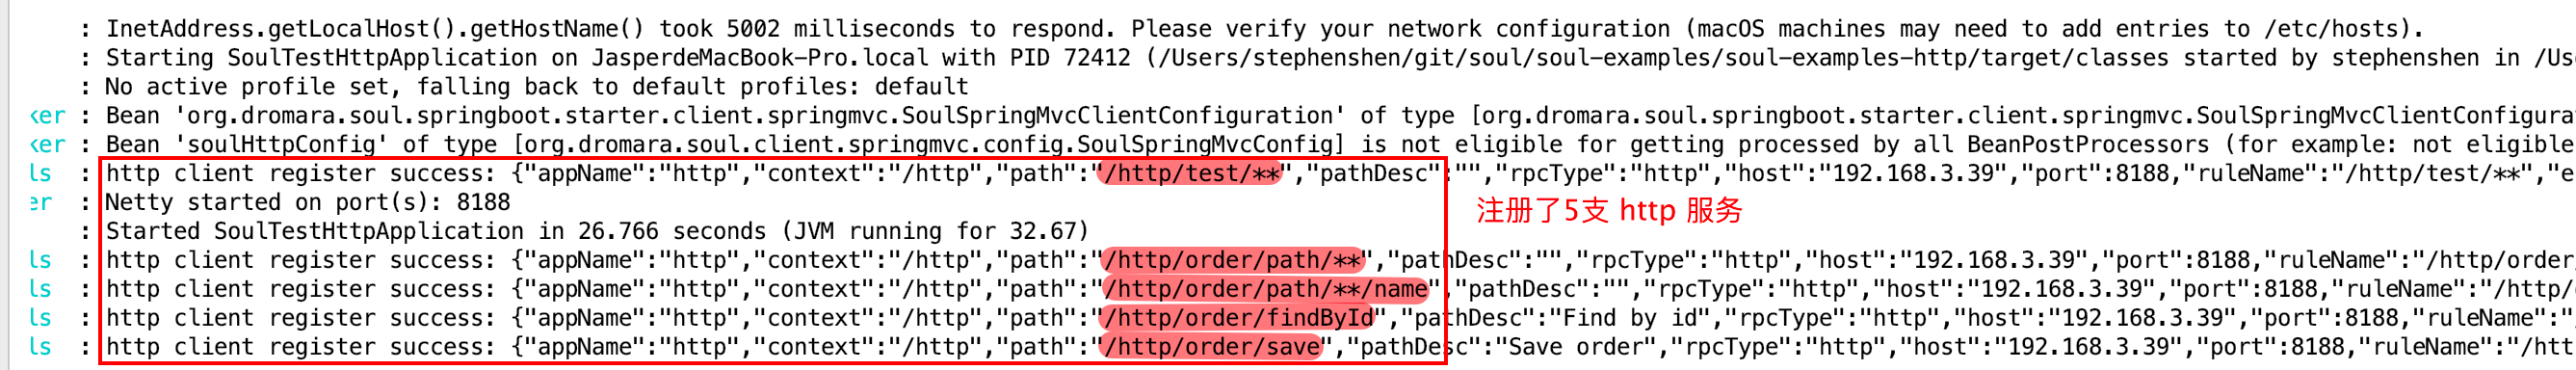 : InetAddress.getLocalHost().getHostName() took 5002 milliseconds to respond. Please verify your network configuration (macOS machines may need to add entries to /etc/hosts).
: Starting SoulTestHttpApplication on JasperdeMacBook-Pro.local with PID 72412 (/Users/stephenshen/git/soul/soul-examples/soul-examples-http/target/classes started by stephenshen in /Us
: No active profile set, falling back to default profiles: default
ker : Bean 'org.dromara.soul.springboot.starter.client.springmvc.SoulSpringMvcClientConfiguration' of type [org.dromara.soul.springboot.starter.client.springmvc.SoulSpringMvcClientConfigura
ker : Bean 'soulHttpConfig' of type [org.dromara.soul.client.springmvc.config.SoulSpringMvcConfig] is not eligible for getting processed by all BeanPostProcessors (for example: not eligible
ls : http client register success: {"appName":"http","context":"/http","path":"/http/test/**","pathDesc":"","rpcType":"http","host":"192.168.3.39","port":8188,"ruleName":"/http/test/**","e
er : Netty started on port(s): 8188
注册了5支 http 服务
: Started SoulTestHttpApplication in 26.766 seconds (JVM running for 32.67)
ls : http client register success: {"appName":"http","context":"/http","path":"/http/order/path/**","pathDesc":"","rpcType":"http","host":"192.168.3.39","port":8188,"ruleName":"/http/order/
ls : http client register success: {"appName":"http","context":"/http","path":"/http/order/path/**/name","pathDesc":"","rpcType":"http","host":"192.168.3.39","port":8188,"ruleName":"/http/
ls : http client register success: {"appName":"http","context":"/http","path":"/http/order/findById","pathDesc":"Find by id","rpcType":"http","host":"192.168.3.39","port":8188,"ruleName":"
ls : http client register success: {"appName":"http","context":"/http","path":"/http/order/save","pathDesc":"Save order","rpcType":"http","host":"192.168.3.39","port":8188,"ruleName":"/htt